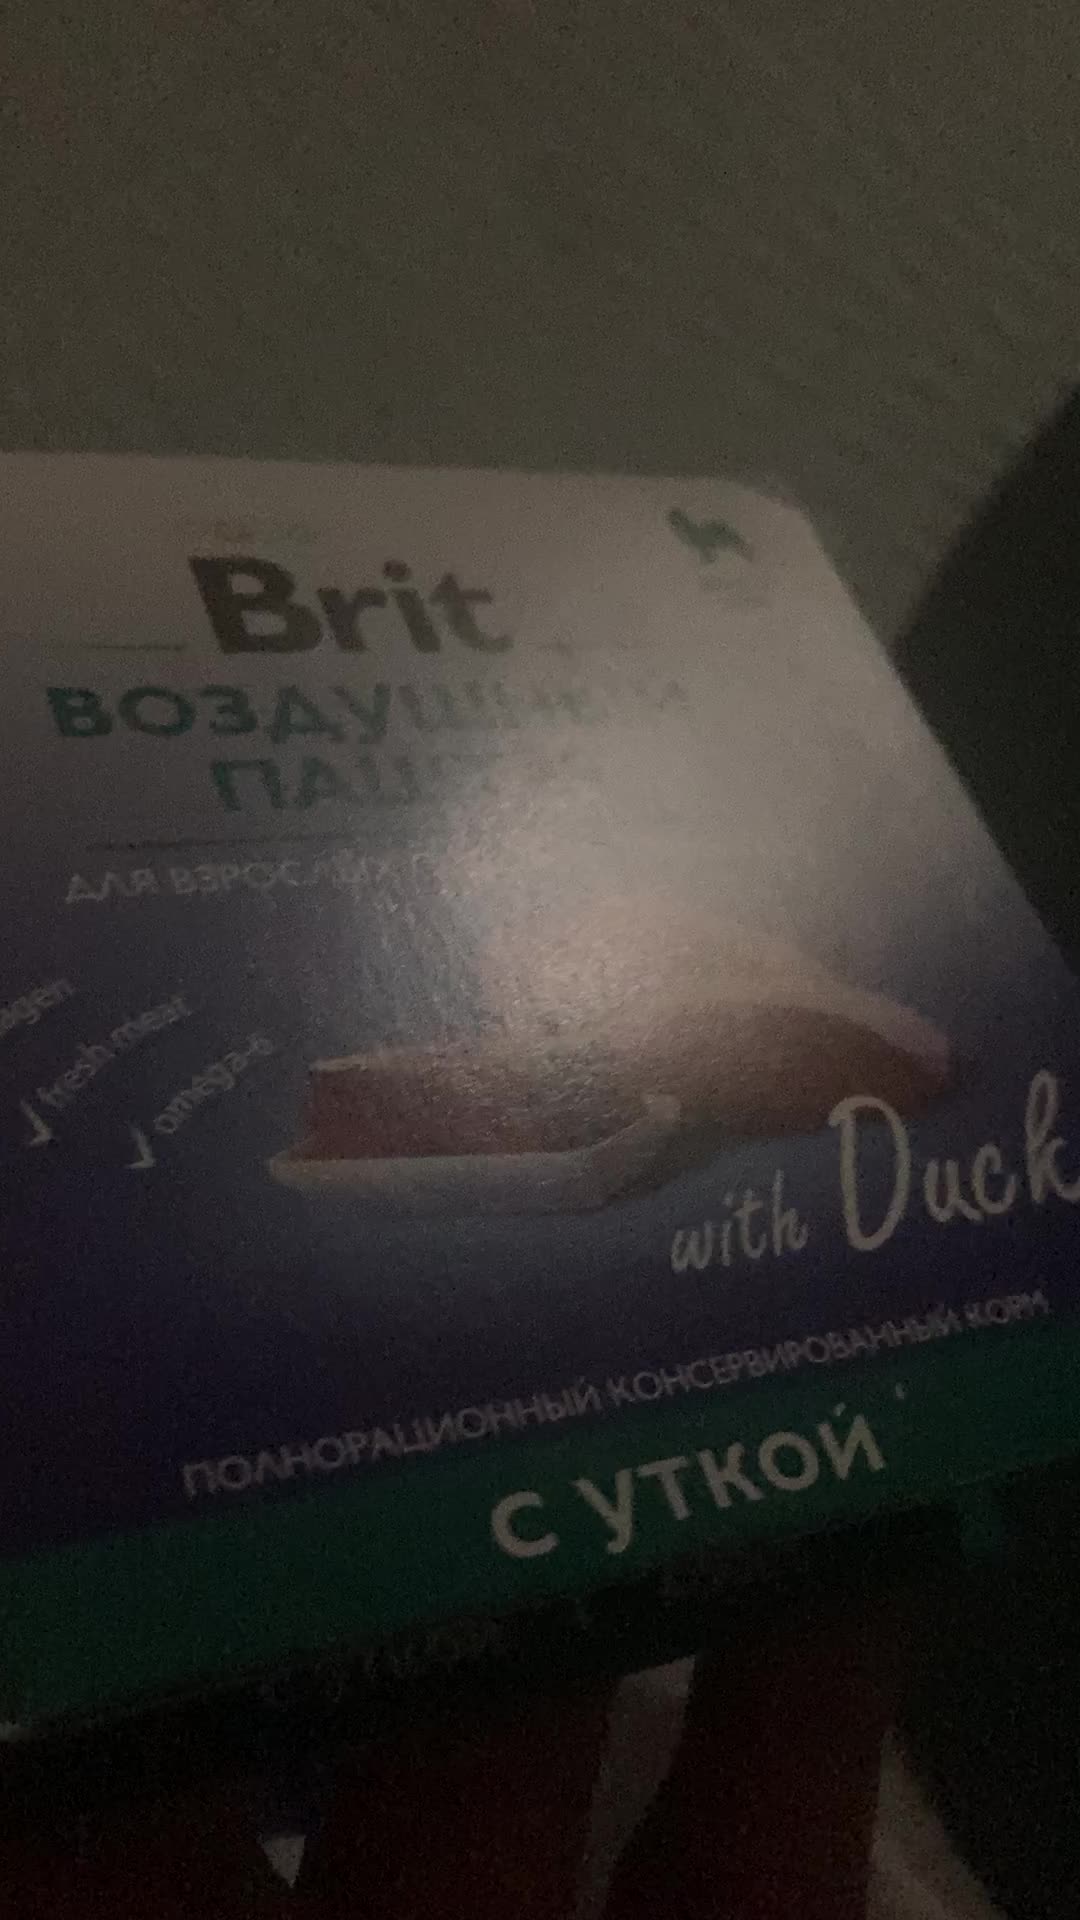 Brit
ВОЗДУШНЫЙ
ПАШТЕТ
ДЛЯ ВЗРОСЛЫХ
fresh meat
omega-6
with Duck
ПОЛНОРАЦИОННЫЙ КОНСЕРВИРОВАННЫЙ КОРМ
С УТКОЙ